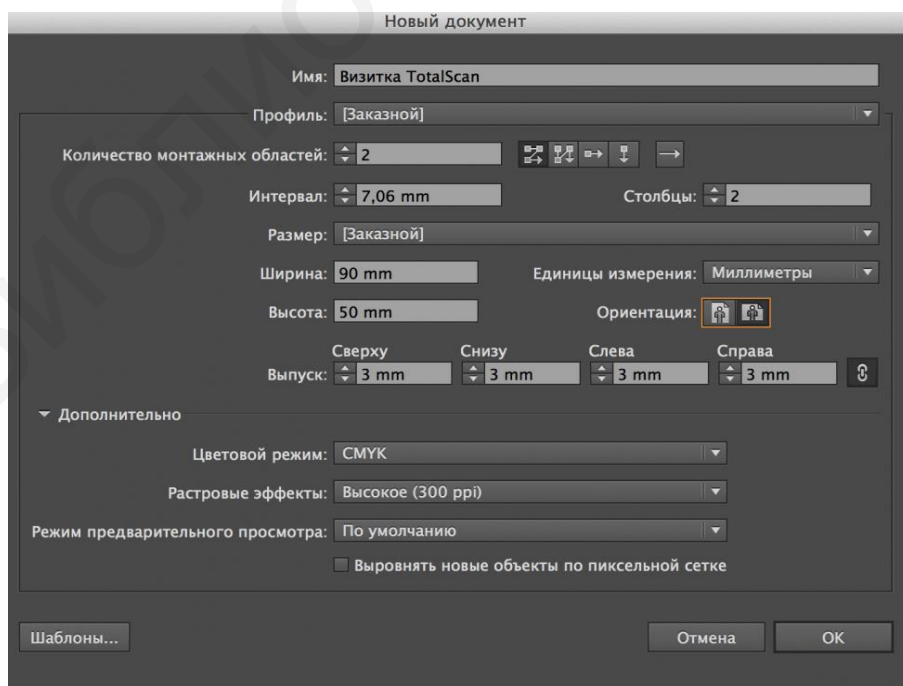 Новый документ
Имя: Визитка TotalScan
Профиль: [Заказной]
Количество монтажных областей: 2
Интервал: 7,06 mm Столбцы: 2
Размер: [Заказной]
Ширина: 90 mm Единицы измерения: Миллиметры
Высота: 50 mm Ориентация:
Сверху Снизу Слева Справа
Выпуск: 3 mm 3 mm 3 mm 3 mm
Дополнительно
Цветовой режим: CMYK
Растровые эффекты: Высокое (300 ppi)
Режим предварительного просмотра: По умолчанию
Выровнять новые объекты по пиксельной сетке
Шаблоны... Отмена OK